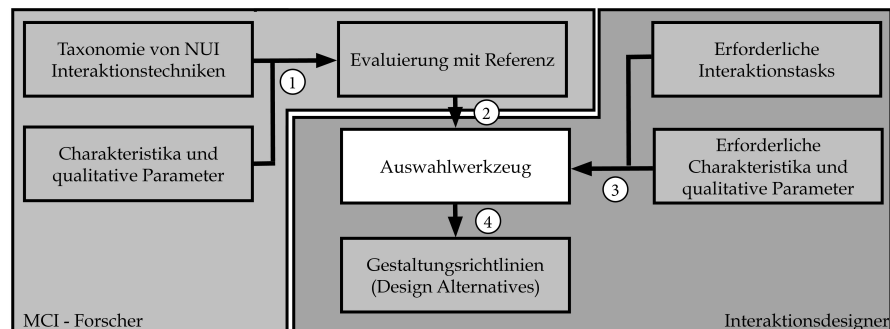 Taxonomie von NUI
Interaktionstechniken
1
Evaluierung mit Referenz
Erforderliche
Interaktionstasks
2
Charakteristika und
qualitative Parameter
Auswahlwerkzeug
3
Erforderliche
Charakteristika und
qualitative Parameter
4
Gestaltungsrichtlinien
(Design Alternatives)
MCI - Forscher
Interaktionsdesigner